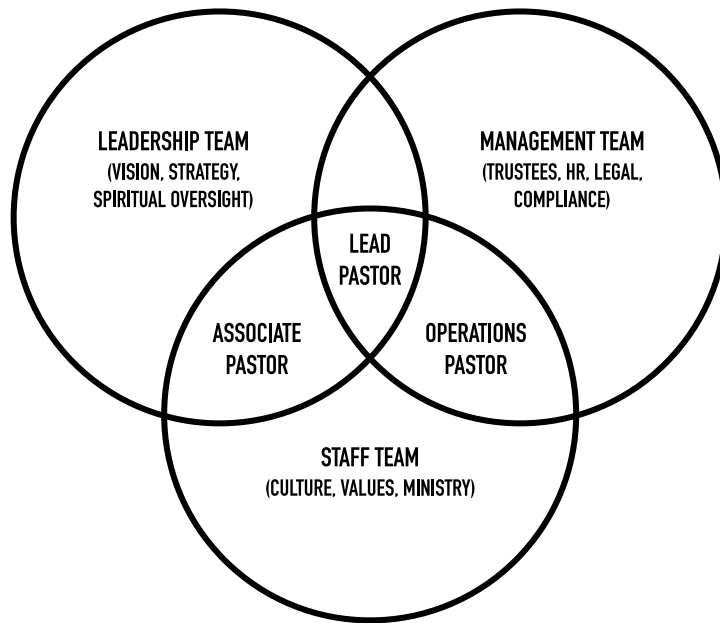 LEADERSHIP TEAM
(VISION, STRATEGY,
SPIRITUAL OVERSIGHT)
MANAGEMENT TEAM
(TRUSTEES, HR, LEGAL,
COMPLIANCE)
LEAD
PASTOR
ASSOCIATE
PASTOR
OPERATIONS
PASTOR
STAFF TEAM
(CULTURE, VALUES, MINISTRY)